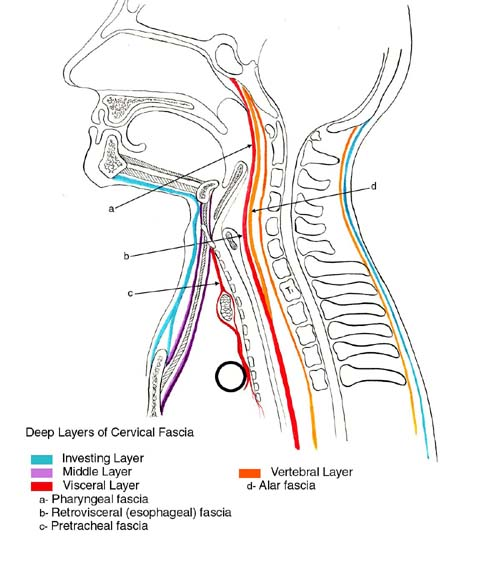 a
d
b
c
T₁
Deep Layers of Cervical Fascia
Investing Layer
Middle Layer
Visceral Layer
a- Pharyngeal fascia
b- Retrovisceral (esophageal) fascia
c- Pretracheal fascia
Vertebral Layer
d- Alar fascia